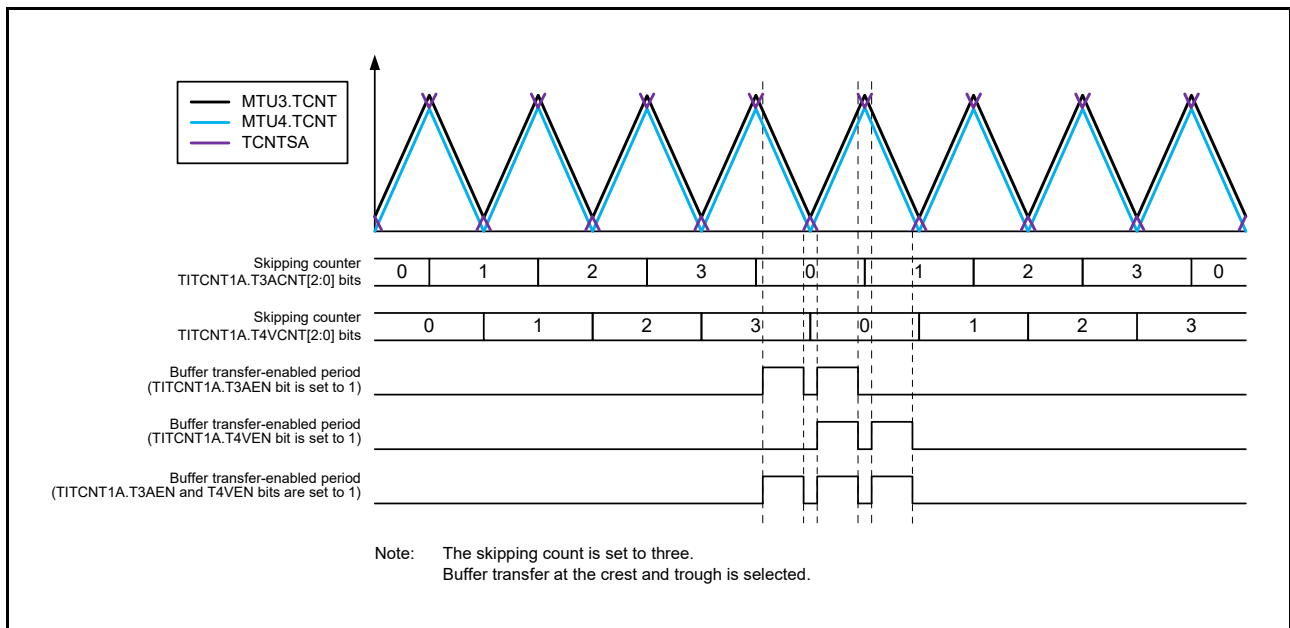 MTU3.TCNT
MTU4.TCNT
TCNTSA
Skipping counter
TITCNT1A.T3ACNT[2:0] bits
0 1 2 3 0 1 2 3 0
Skipping counter
TITCNT1A.T4VCNT[2:0] bits
0 1 2 3 0 1 2 3
Buffer transfer-enabled period
(TITCNT1A.T3AEN bit is set to 1)
Buffer transfer-enabled period
(TITCNT1A.T4VEN bit is set to 1)
Buffer transfer-enabled period
(TITCNT1A.T3AEN and T4VEN bits are set to 1)
Note: The skipping count is set to three.
Buffer transfer at the crest and trough is selected.